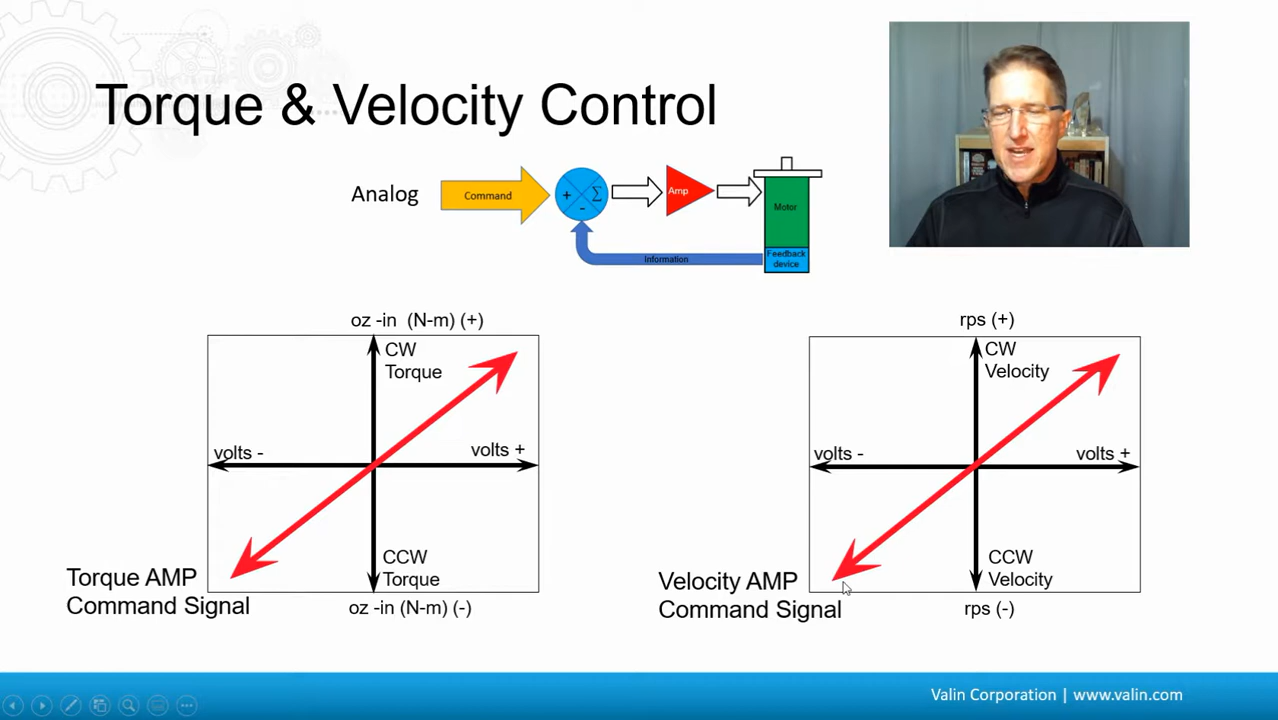 Torque & Velocity Control
Analog
Command
+
Σ
-
Amp
Motor
Feedback
device
Information
oz -in (N-m) (+)
CW
Torque
volts -
volts +
CCW
Torque
oz -in (N-m) (-)
Torque AMP
Command Signal
rps (+)
CW
Velocity
volts -
volts +
CCW
Velocity
rps (-)
Velocity AMP
Command Signal
Valin Corporation | www.valin.com